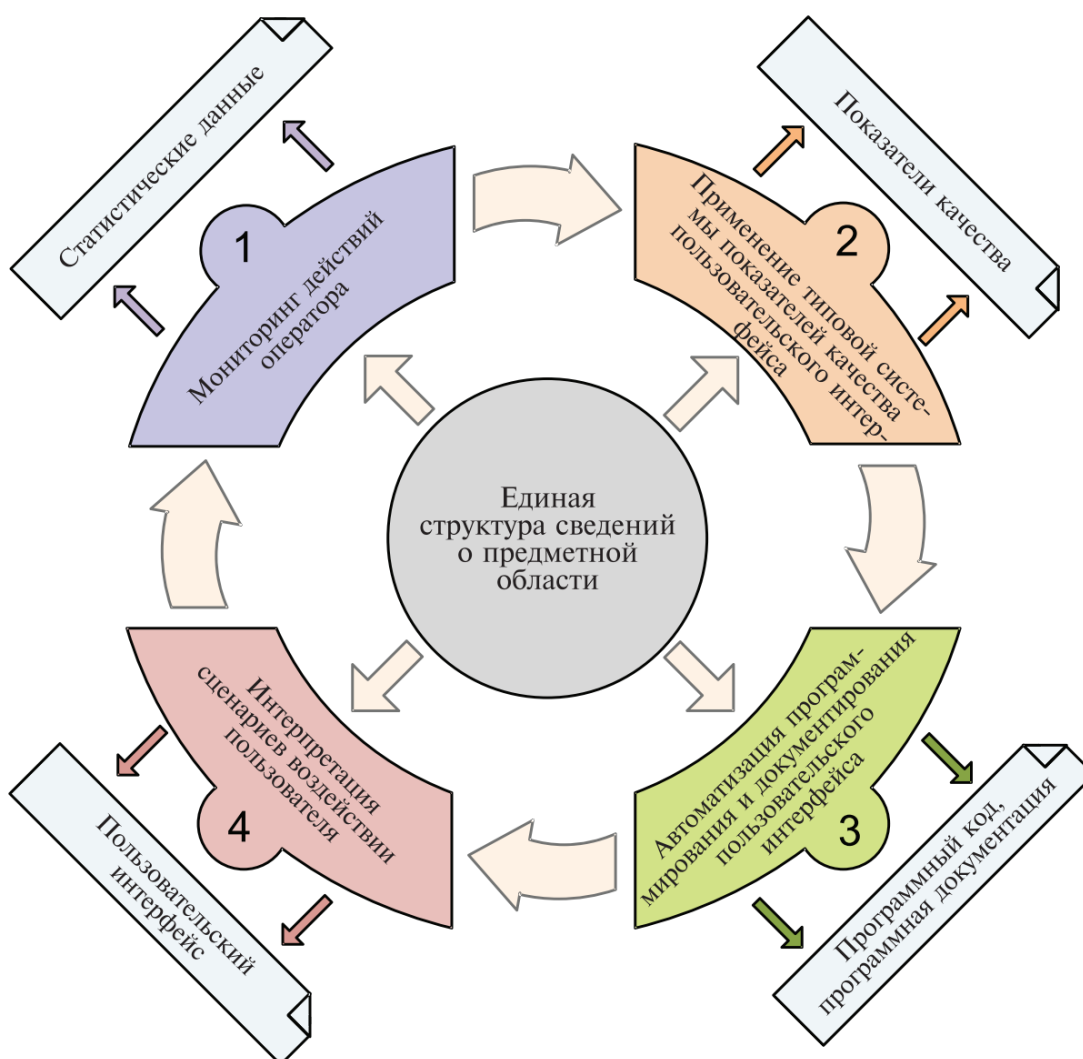 Статистические данные
1
Мониторинг действий
оператора
Показатели качества
2
Применение типовой систе-
мы показателей качества
пользовательского интер-
фейса
Единая
структура сведений
о предметной
области
Автоматизация програм-
мирования и документирования
пользовательского
интерфейса
3
Программный код,
программная документация
Интерпретация
сценариев воздействии
пользователя
4
Пользовательский
интерфейс